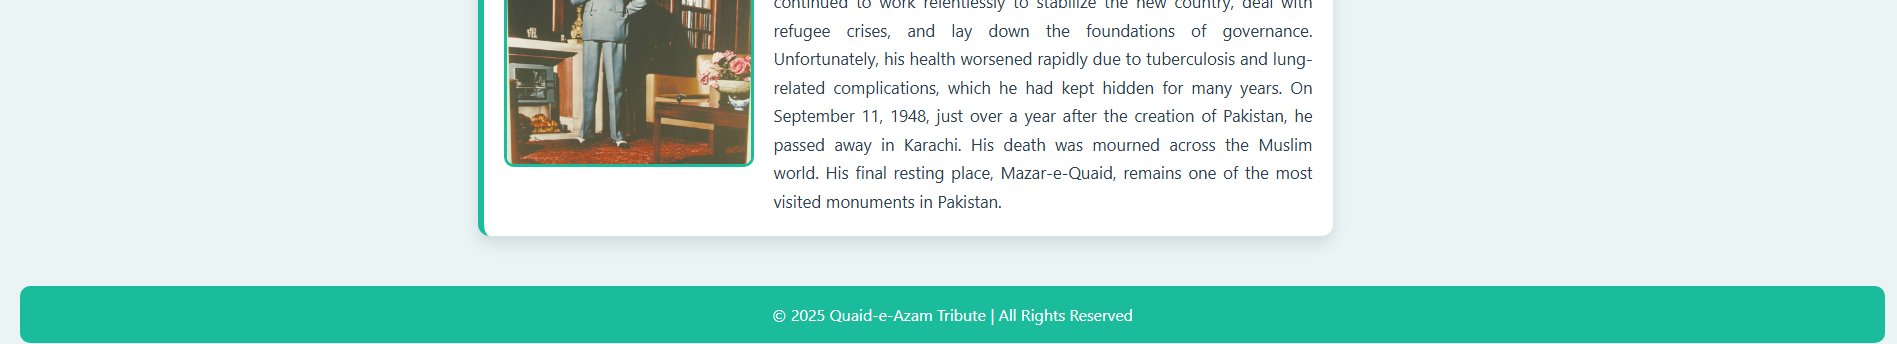 continued to work relentlessly to stabilize the new country, deal with
refugee crises, and lay down the foundations of governance.
Unfortunately, his health worsened rapidly due to tuberculosis and lung-
related complications, which he had kept hidden for many years. On
September 11, 1948, just over a year after the creation of Pakistan, he
passed away in Karachi. His death was mourned across the Muslim
world. His final resting place, Mazar-e-Quaid, remains one of the most
visited monuments in Pakistan.
© 2025 Quaid-e-Azam Tribute | All Rights Reserved